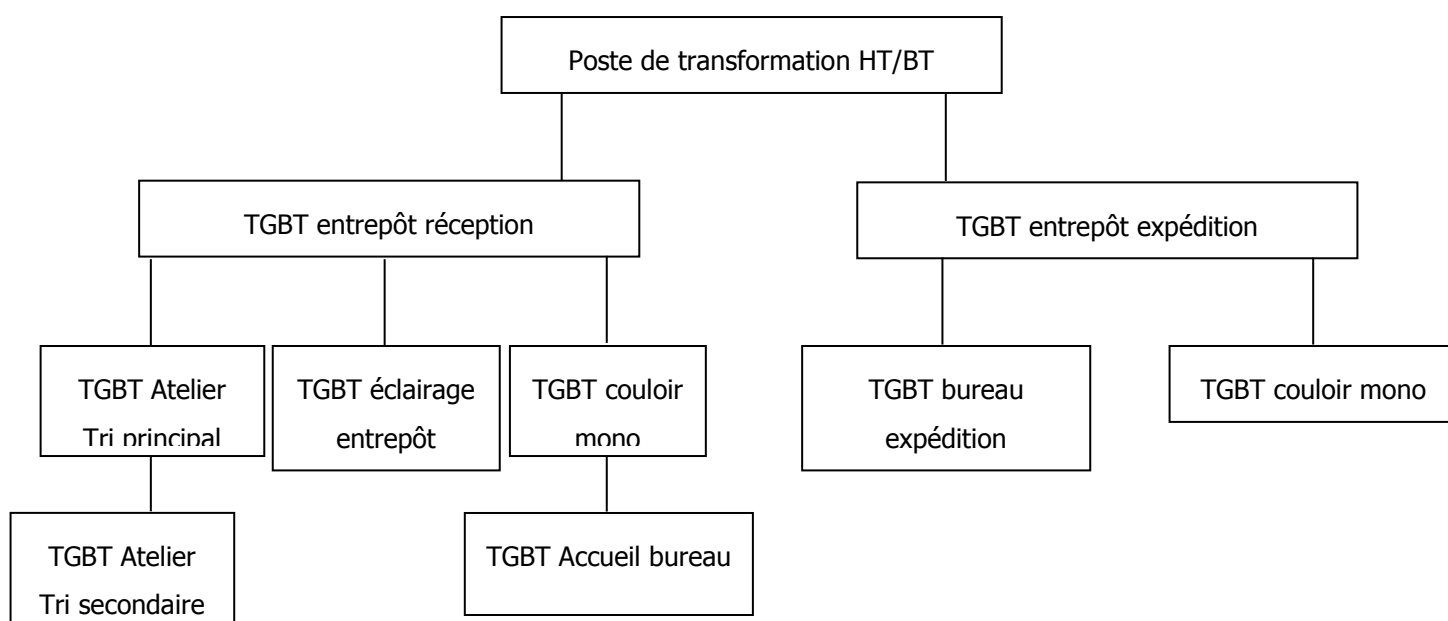 Poste de transformation HT/BT
TGBT entrepôt réception
TGBT entrepôt expédition
TGBT Atelier
Tri principal
TGBT éclairage
entrepôt
TGBT couloir
mono
TGBT bureau
expédition
TGBT couloir mono
TGBT Atelier
Tri secondaire
TGBT Accueil bureau